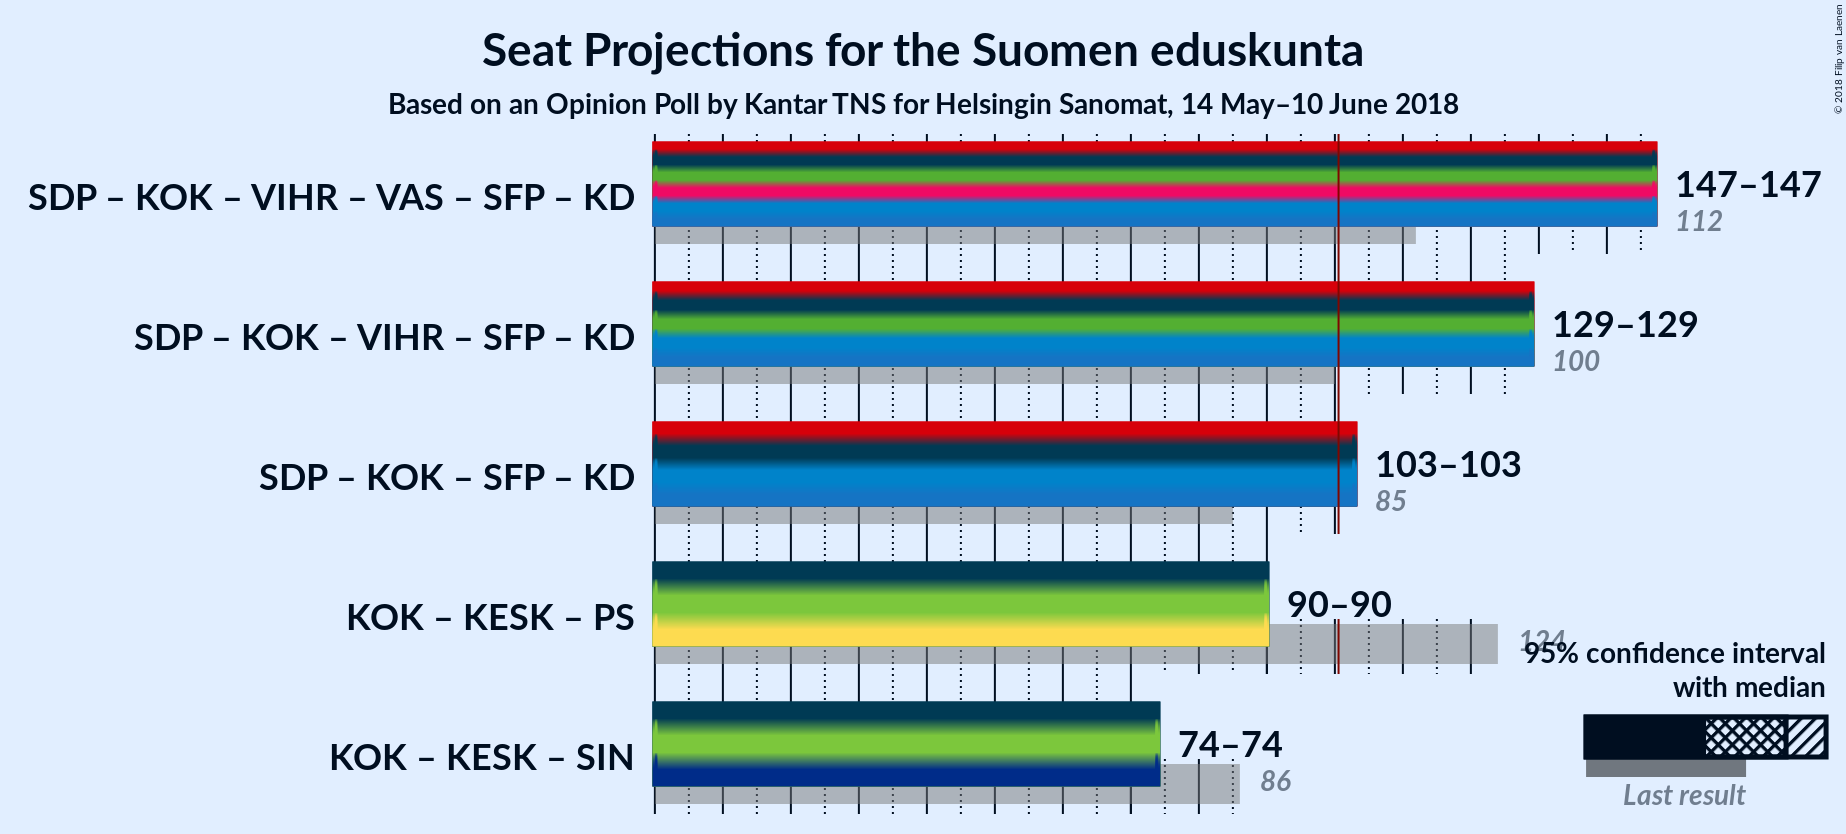 Seat Projections for the Suomen eduskunta
Based on an Opinion Poll by Kantar TNS for Helsingin Sanomat, 14 May–10 June 2018
© 2018 Filip van Laenen
SDP – KOK – VIHR – VAS – SFP – KD
147–147
112
SDP – KOK – VIHR – SFP – KD
129–129
100
SDP – KOK – SFP – KD
103–103
85
KOK – KESK – PS
90–90
124
KOK – KESK – SIN
74–74
86
95% confidence interval
with median
Last result